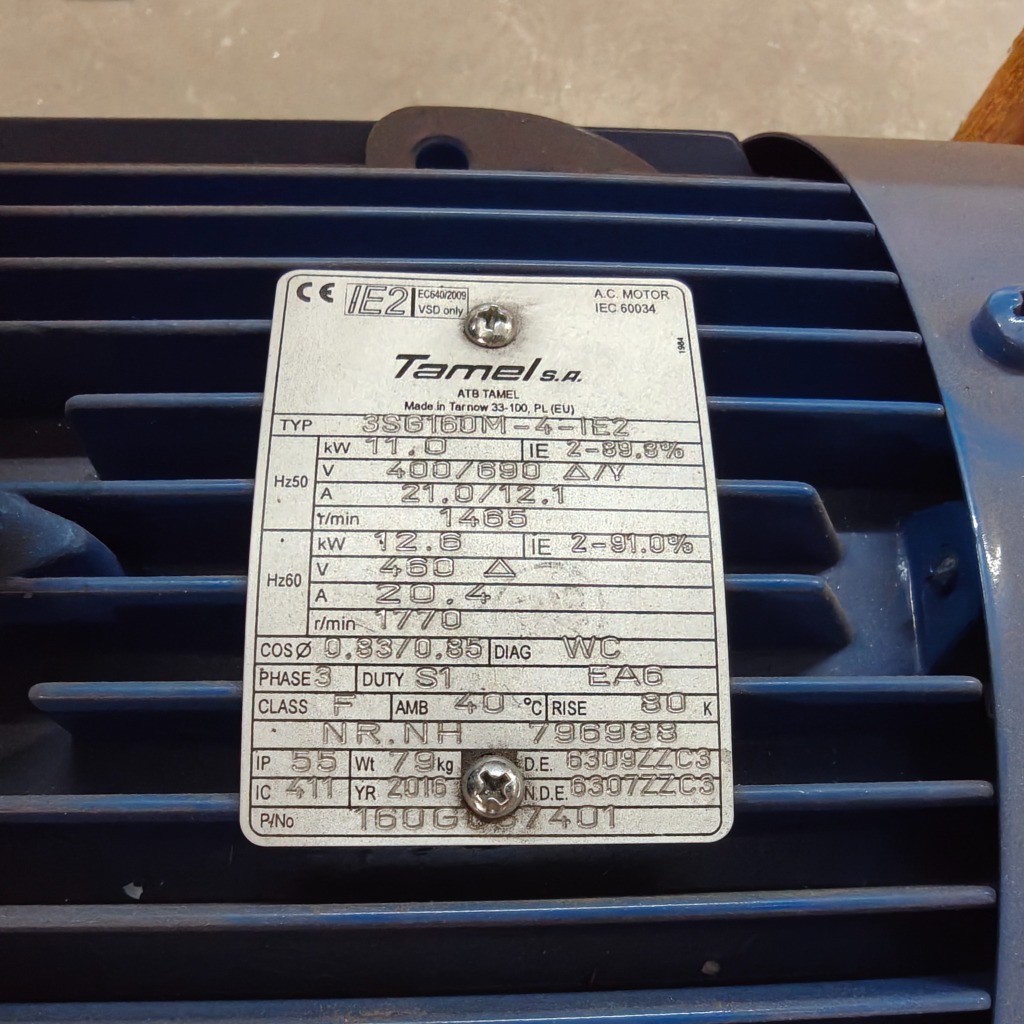 CE IE2 EC640/2009 VSD only A.C. MOTOR IEC 60034
1984
Tamel S.A.
ATB TAMEL
Made in Tarnow 33-100, PL (EU)
TYP 3SG160M-4-IE2
Hz50
kW 11.0 IE 2-89.8%
V 400/690 Δ/Y
A 21.0/12.1
r/min 1465
Hz60
kW 12.6 IE 2-91.0%
V 460 Δ
A 20.4
r/min 1770
COSØ 0.83/0.85 DIAG WC
PHASE 3 DUTY S1 EA6
CLASS F AMB 40 °C RISE 80 K
NR.NH 796988
IP 55 Wt 79 kg D.E. 6309ZZC3
IC 411 YR 2016 N.D.E. 6307ZZC3
P/No